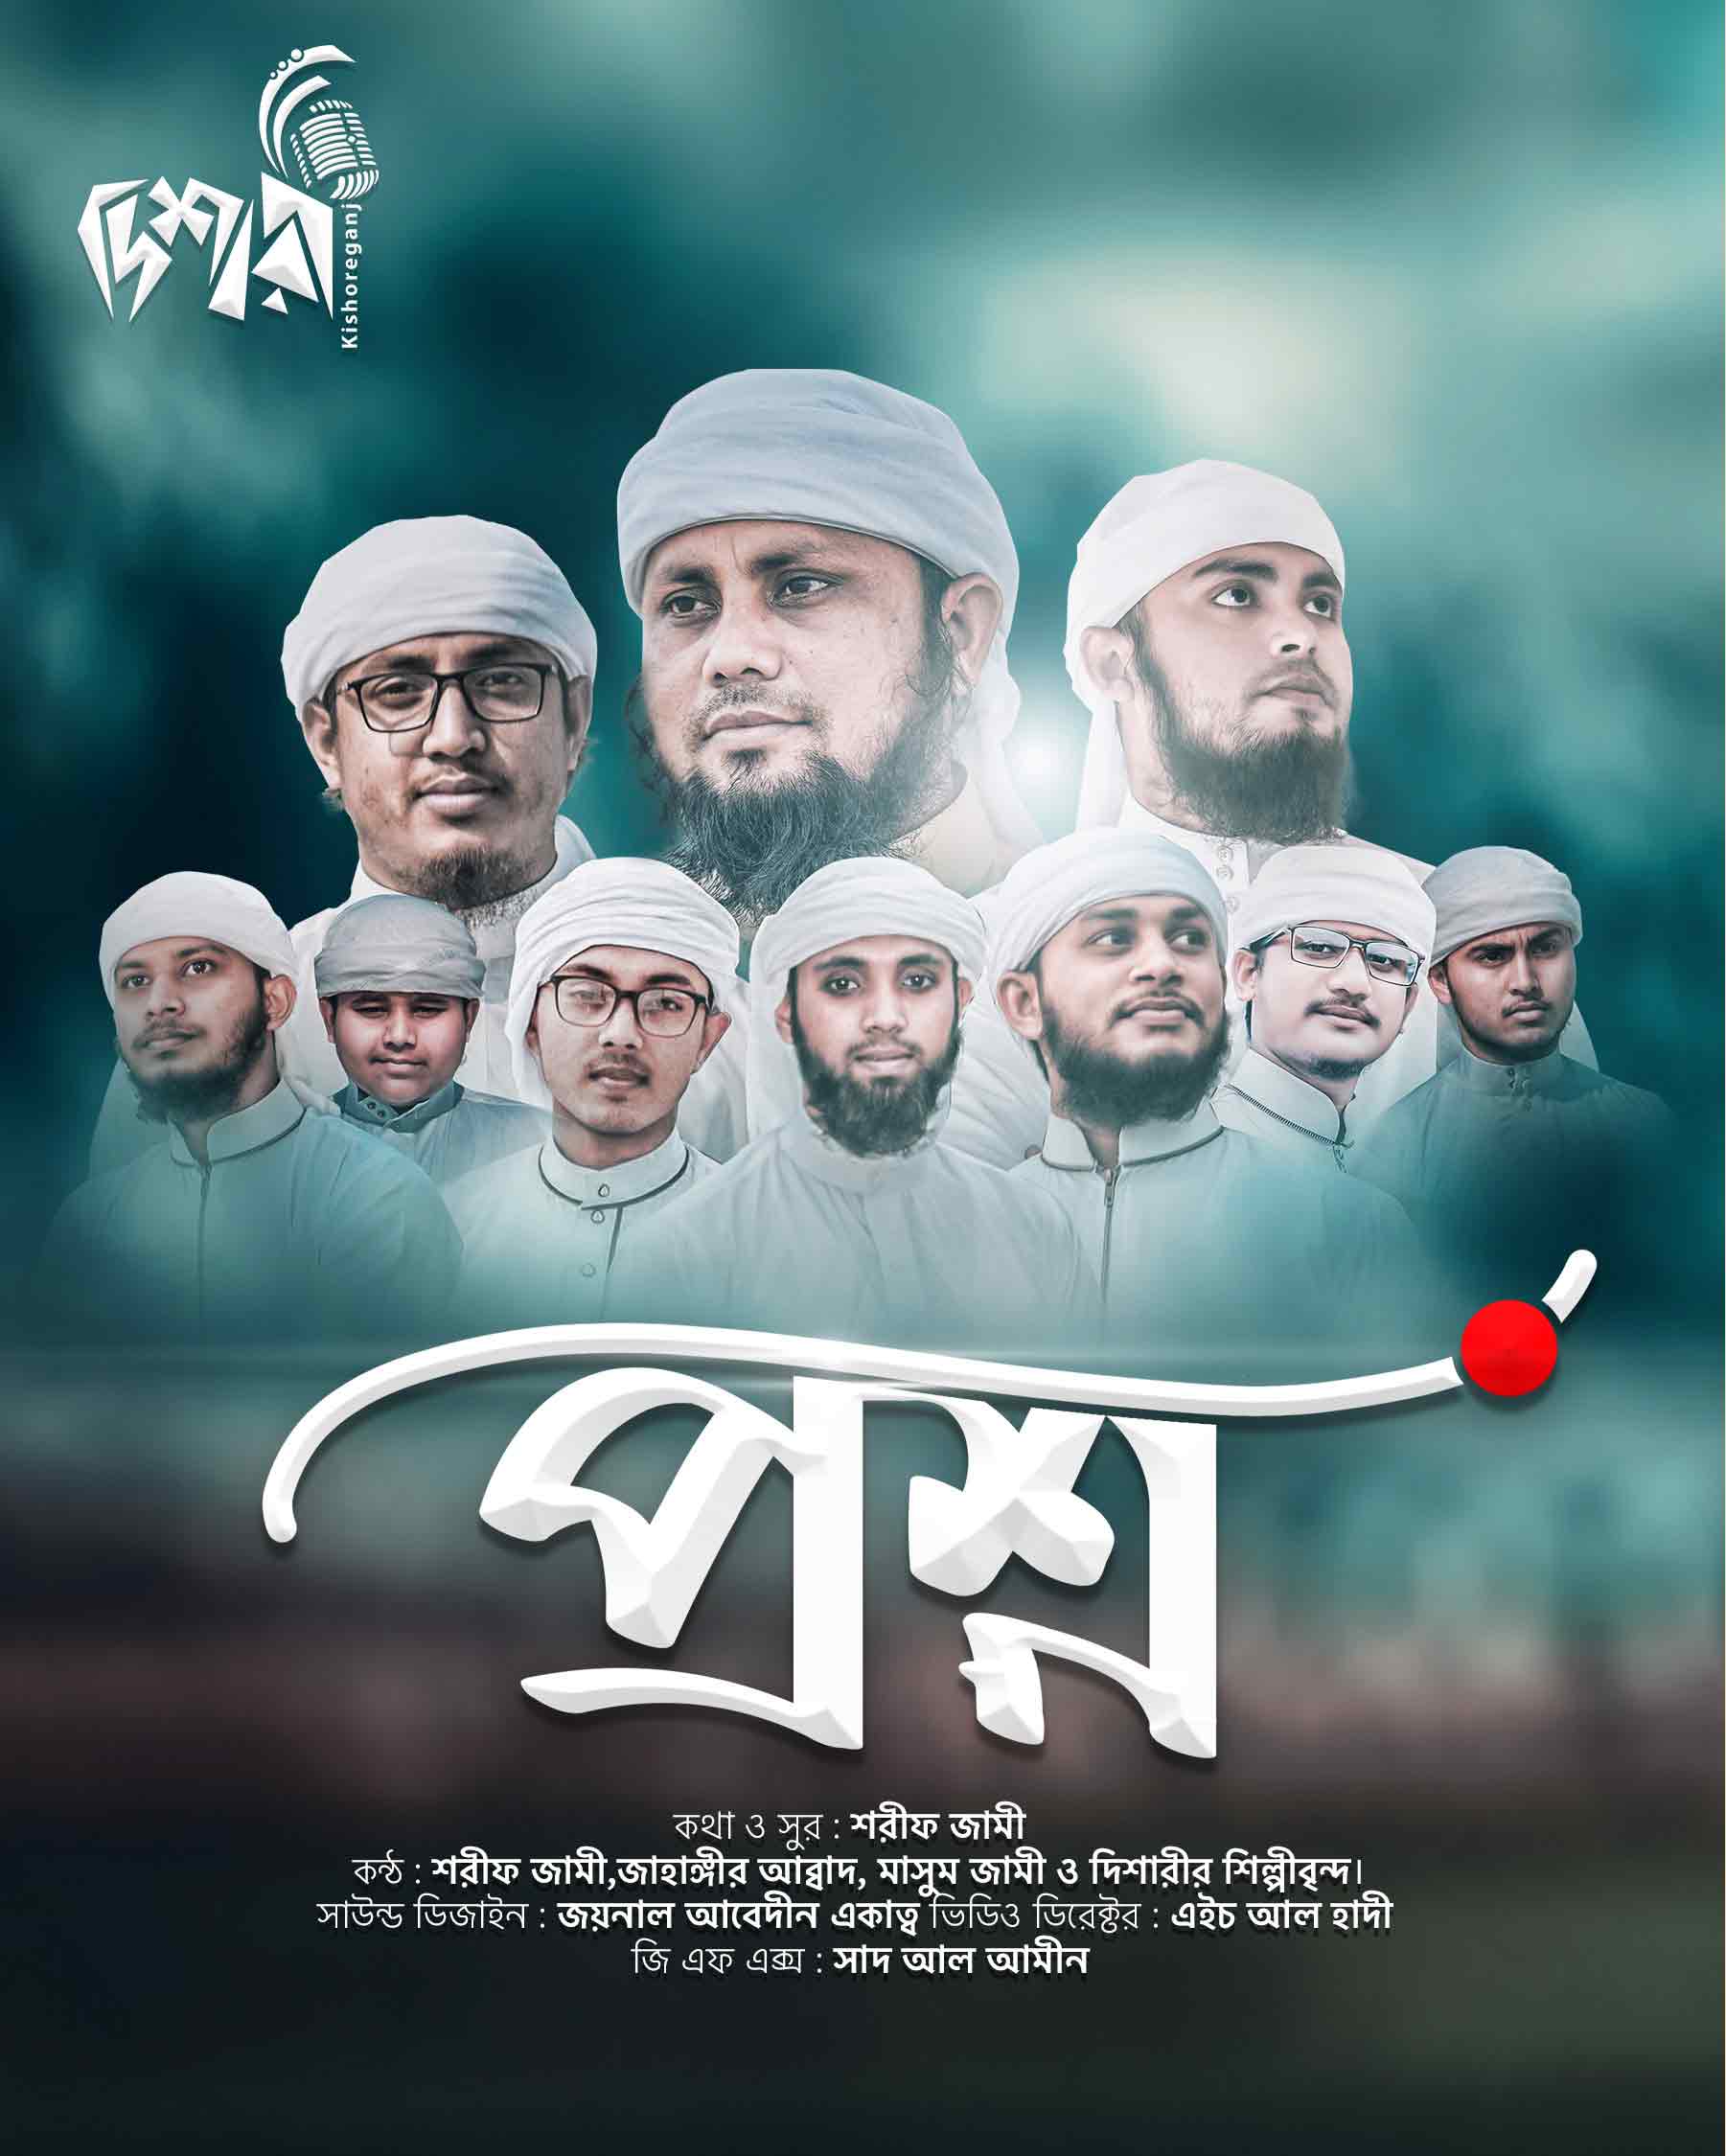 দিশারী
Kishoreganj
প্রশ্ন
কথা ও সুর : শরীফ জামী
কন্ঠ : শরীফ জামী,জাহাঙ্গীর আব্বাদ, মাসুম জামী ও দিশারীর শিল্পীবৃন্দ।
সাউন্ড ডিজাইন : জয়নাল আবেদীন একাত্ব ভিডিও ডিরেক্টর : এইচ আল হাদী
জি এফ এক্স : সাদ আল আমীন